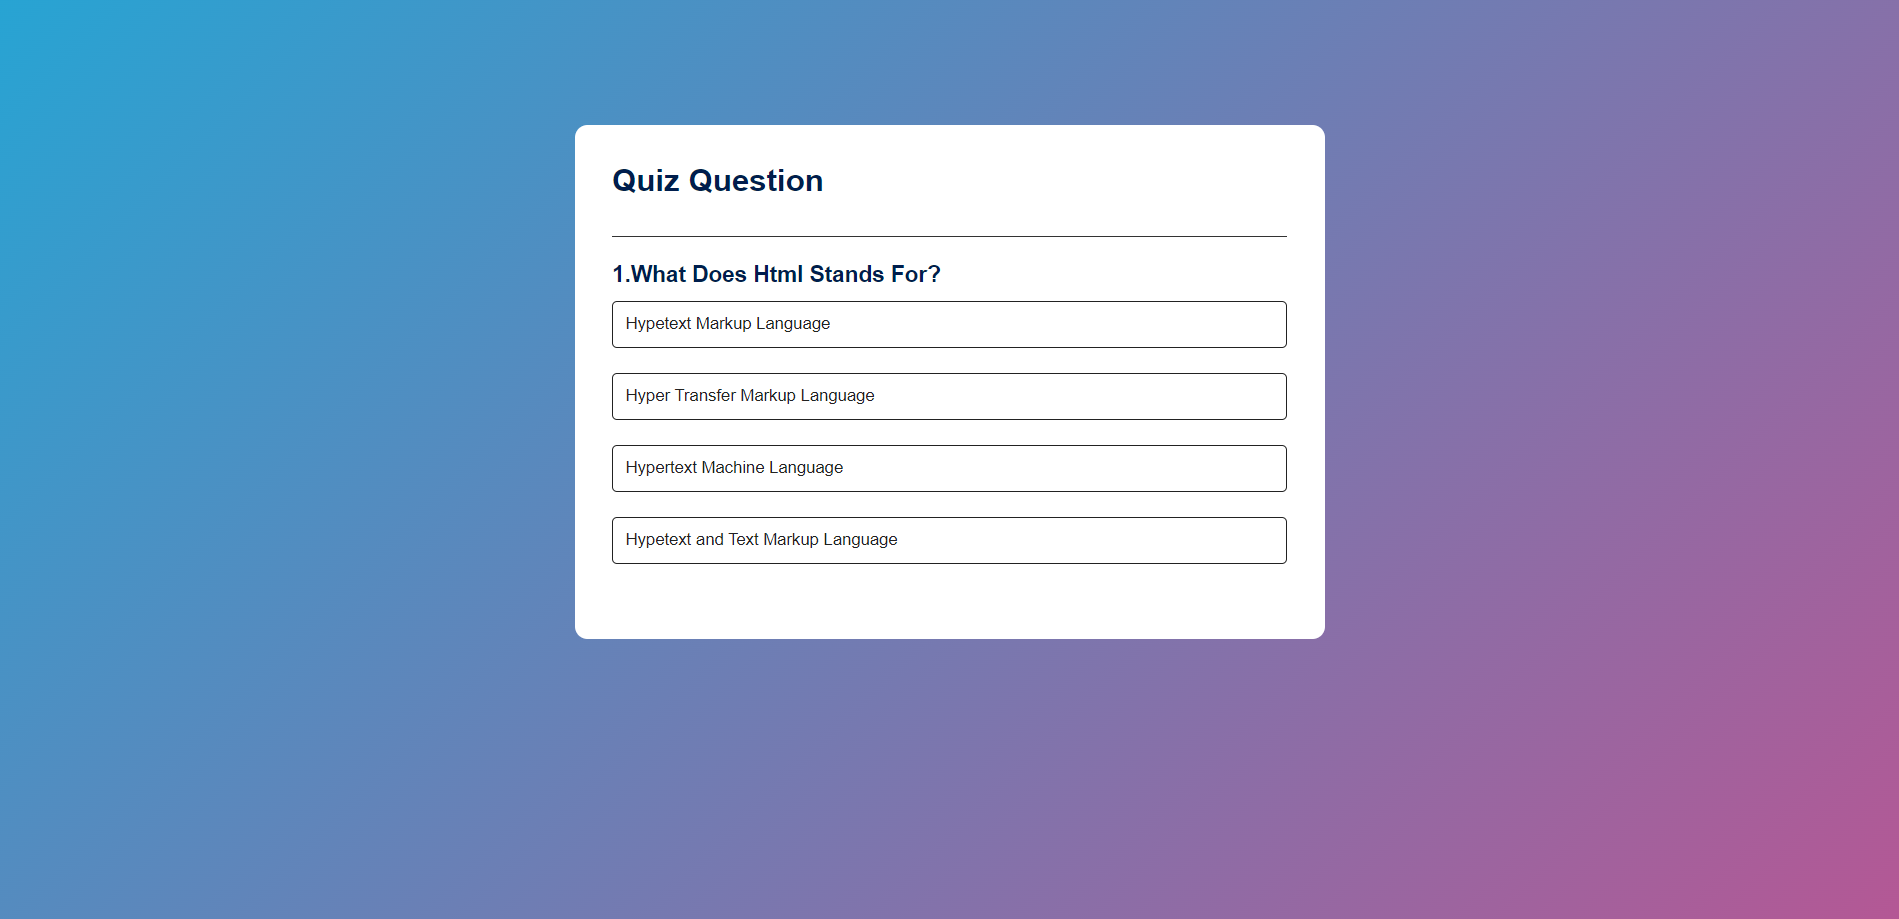 Quiz Question
1.What Does Html Stands For?
Hypetext Markup Language
Hyper Transfer Markup Language
Hypertext Machine Language
Hypetext and Text Markup Language